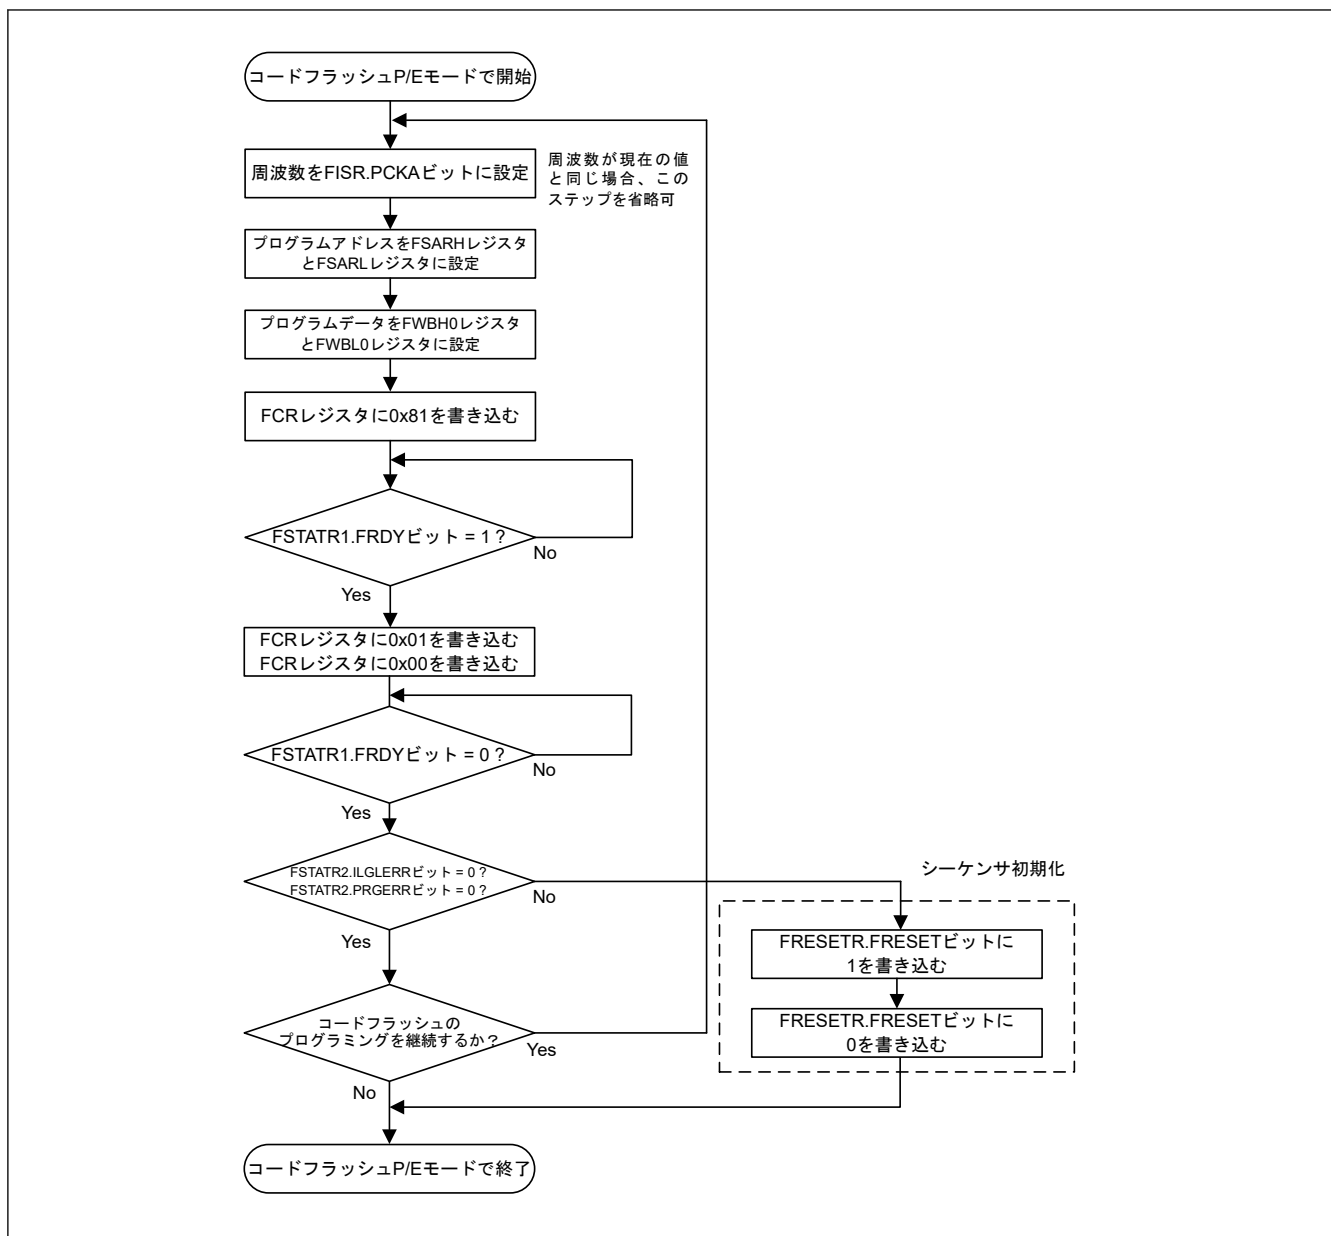 コードフラッシュP/Eモードで開始
周波数をFISR.PCKAビットに設定
周波数が現在の値
と同じ場合、この
ステップを省略可
プログラムアドレスをFSARHレジスタ
とFSARLレジスタに設定
プログラムデータをFWBH0レジスタ
とFWBL0レジスタに設定
FCRレジスタに0x81を書き込む
FSTATR1.FRDYビット = 1 ?
No
Yes
FCRレジスタに0x01を書き込む
FCRレジスタに0x00を書き込む
FSTATR1.FRDYビット = 0 ?
No
Yes
FSTATR2.ILGLERRビット = 0 ?
FSTATR2.PRGERRビット = 0 ?
No
Yes
シーケンサ初期化
FRESETR.FRESETビットに
1を書き込む
FRESETR.FRESETビットに
0を書き込む
コードフラッシュの
プログラミングを継続するか?
Yes
No
コードフラッシュP/Eモードで終了